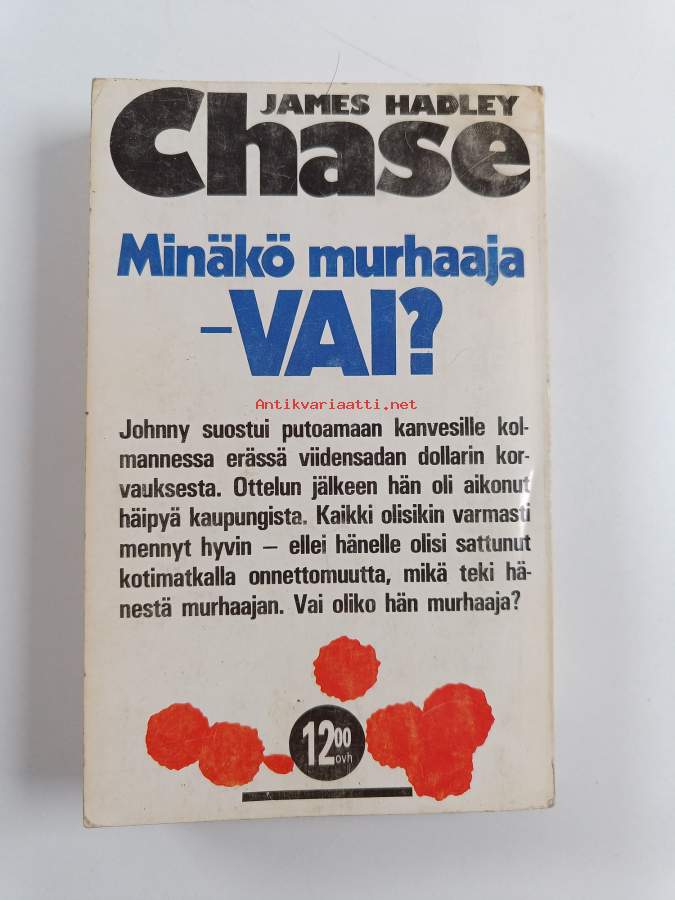 JAMES HADLEY
Chase
Minäkö murhaaja
–VAI?
Antikvariaatti.net
Johnny suostui putoamaan kanvesille kol-
mannessa erässä viidensadan dollarin kor-
vauksesta. Ottelun jälkeen hän oli aikonut
häipyä kaupungista. Kaikki olisikin varmasti
mennyt hyvin – ellei hänelle olisi sattunut
kotimatkalla onnettomuutta, mikä teki hä-
nestä murhaajan. Vai oliko hän murhaaja?
1200
ovh